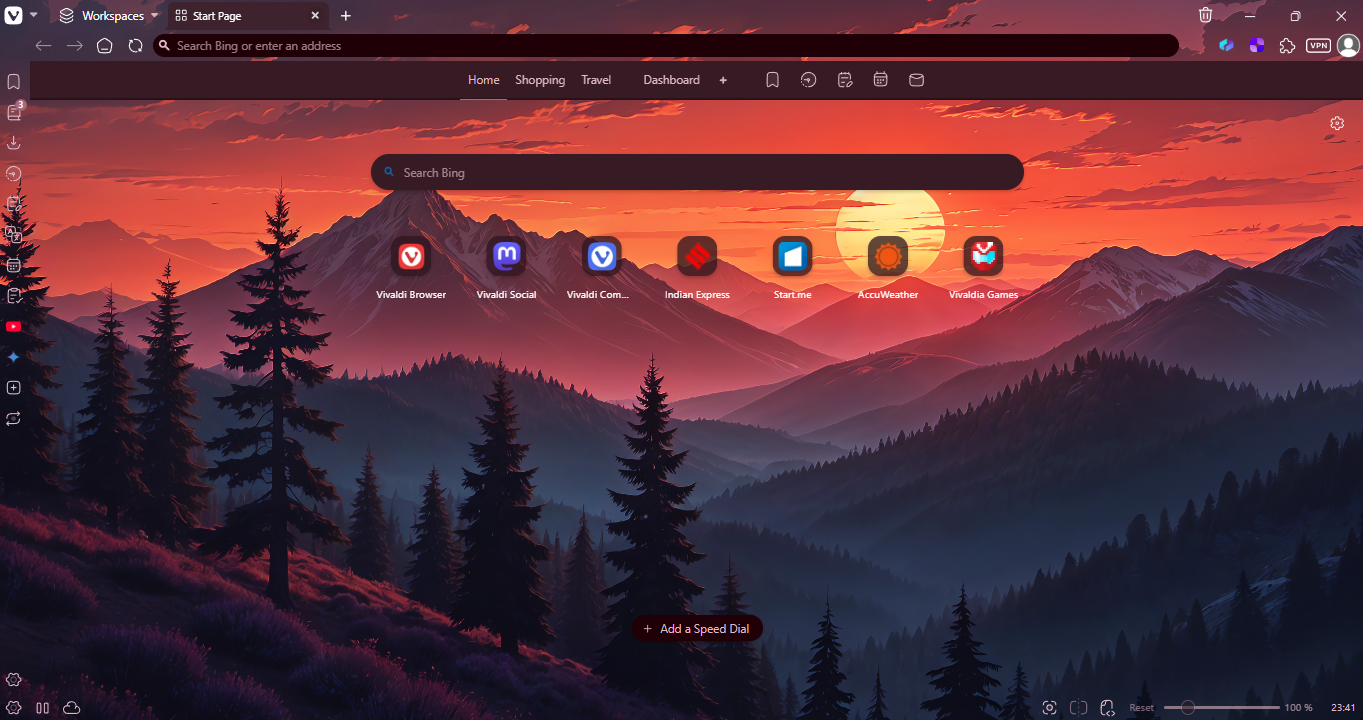 Workspaces
Start Page
Search Bing or enter an address
VPN
Home Shopping Travel Dashboard
3
Search Bing
Vivaldi Browser Vivaldi Social Vivaldi Com... Indian Express Start.me AccuWeather Vivaldia Games
Add a Speed Dial
Reset 100 % 23:41